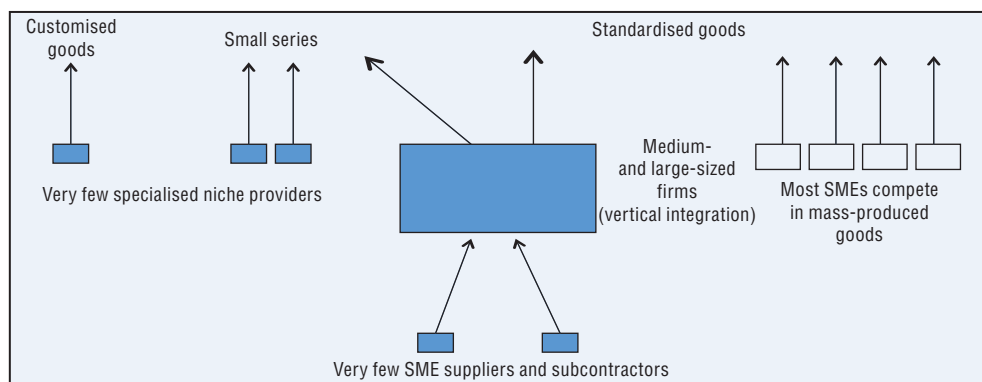 Customised
goods
Small series
Standardised goods
Very few specialised niche providers
Medium-
and large-sized
firms
(vertical integration)
Most SMEs compete
in mass-produced
goods
Very few SME suppliers and subcontractors